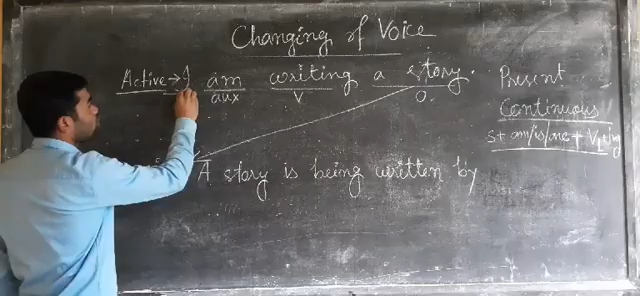 Changing of Voice
Active → I am writing a story.
aux V O.
A story is being written by
Present
Continuous
S + am/is/are + V₁ + ing